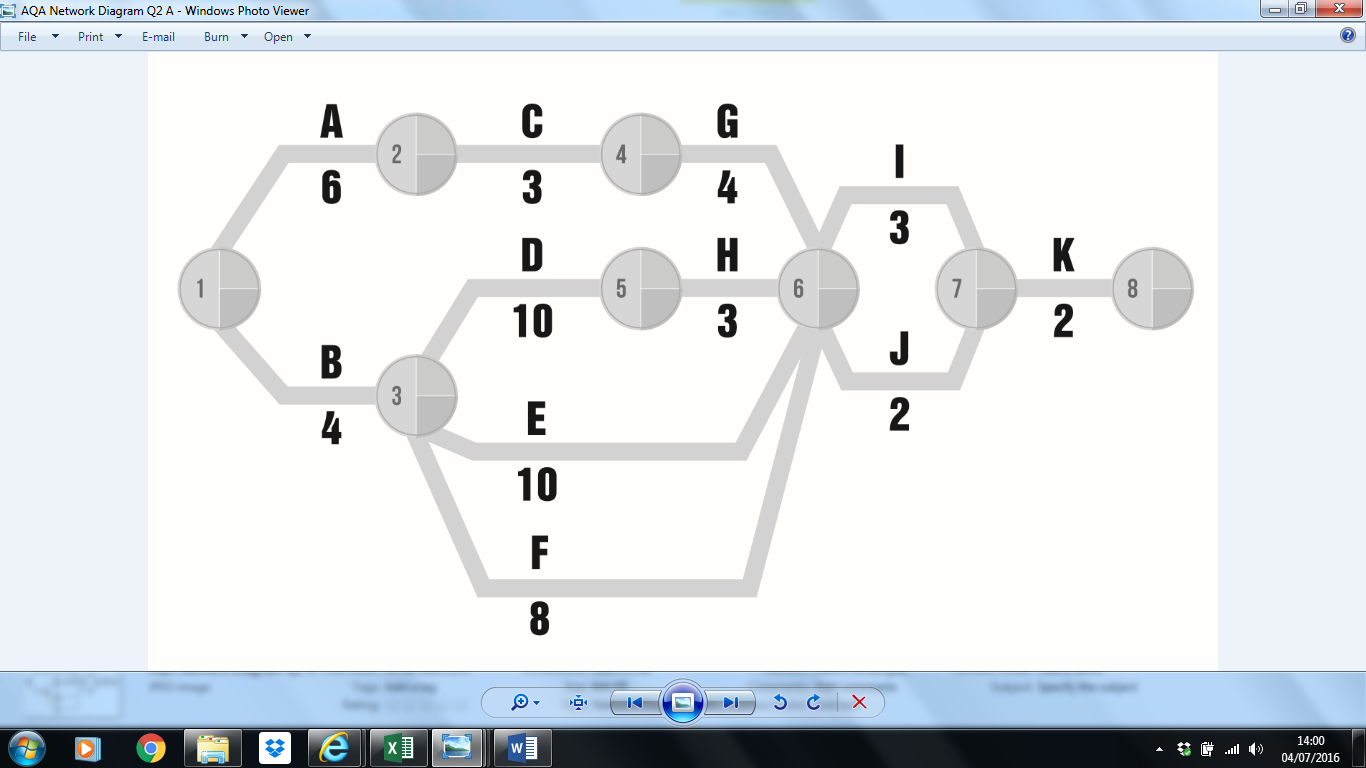 AQA Network Diagram Q2 A - Windows Photo Viewer
File Print E-mail Burn Open
A C G
6 3 4
I
3
D H K
1 5 6 7 8
10 3 2
B J
3
4 2
E
10
F
8
2 4
14:00
04/07/2016